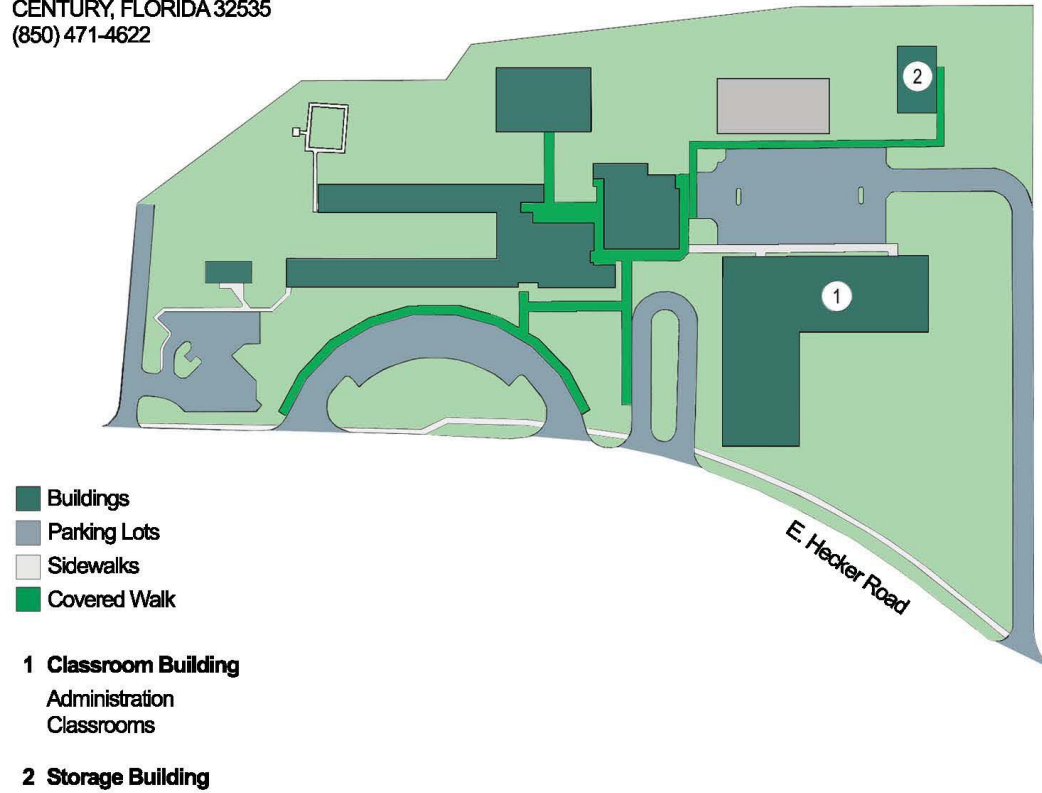 CENTURY, FLORIDA 32535
(850) 471-4622
2
1
Buildings
Parking Lots
Sidewalks
Covered Walk
E. Hecker Road
1 Classroom Building
Administration
Classrooms
2 Storage Building